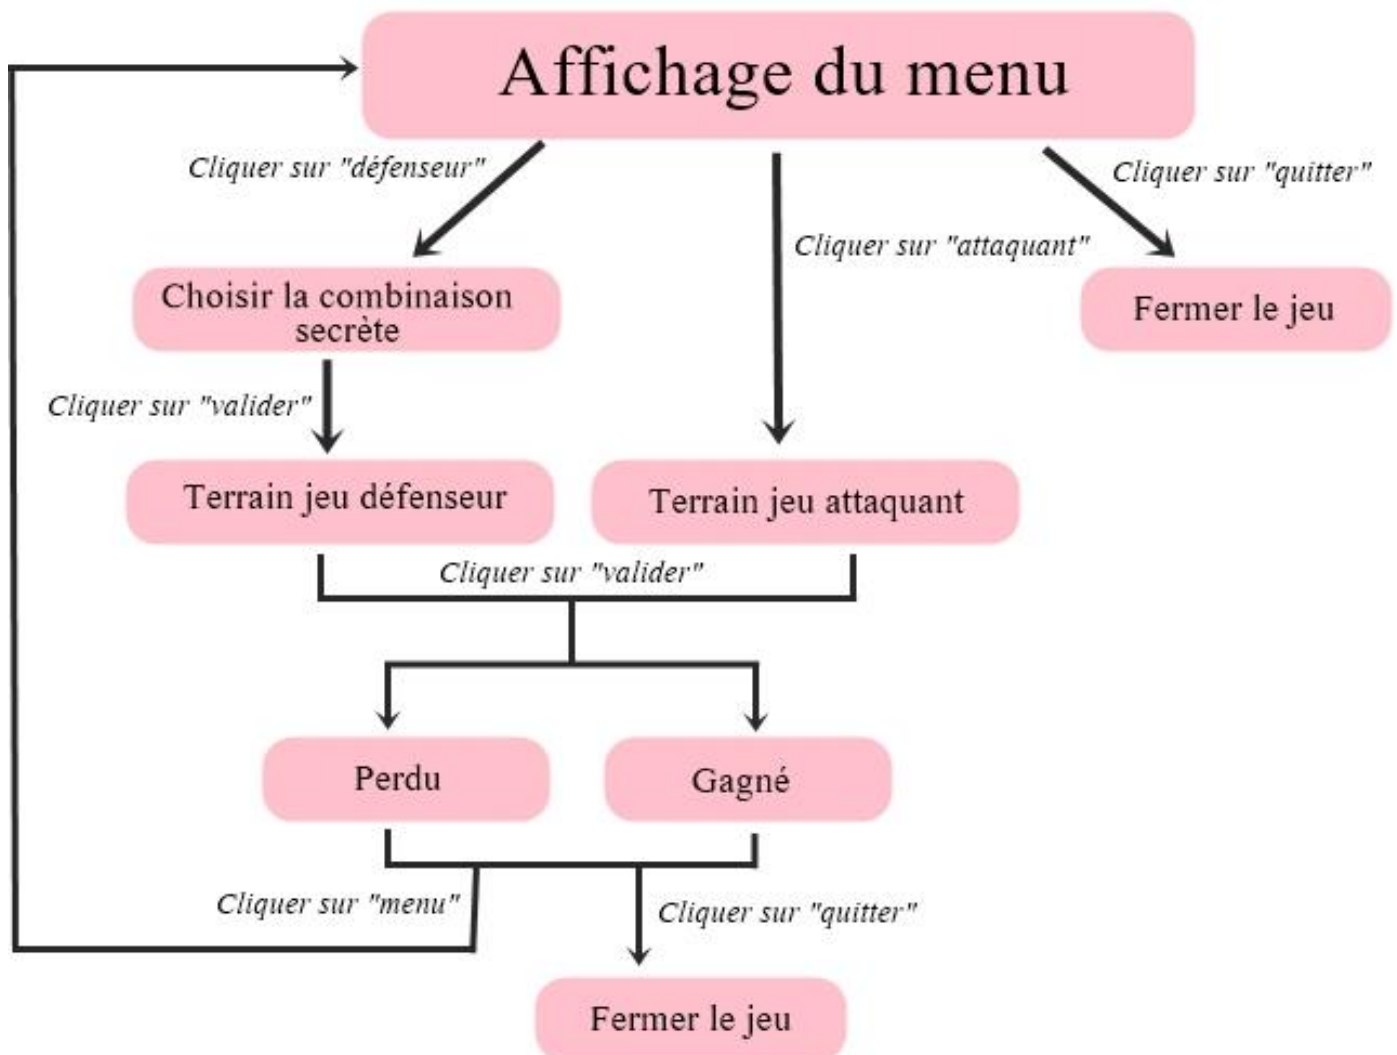 Affichage du menu
Cliquer sur "défenseur"
Cliquer sur "quitter"
Cliquer sur "attaquant"
Choisir la combinaison
secrète
Fermer le jeu
Cliquer sur "valider"
Terrain jeu défenseur
Terrain jeu attaquant
Cliquer sur "valider"
Perdu
Gagné
Cliquer sur "menu"
Cliquer sur "quitter"
Fermer le jeu